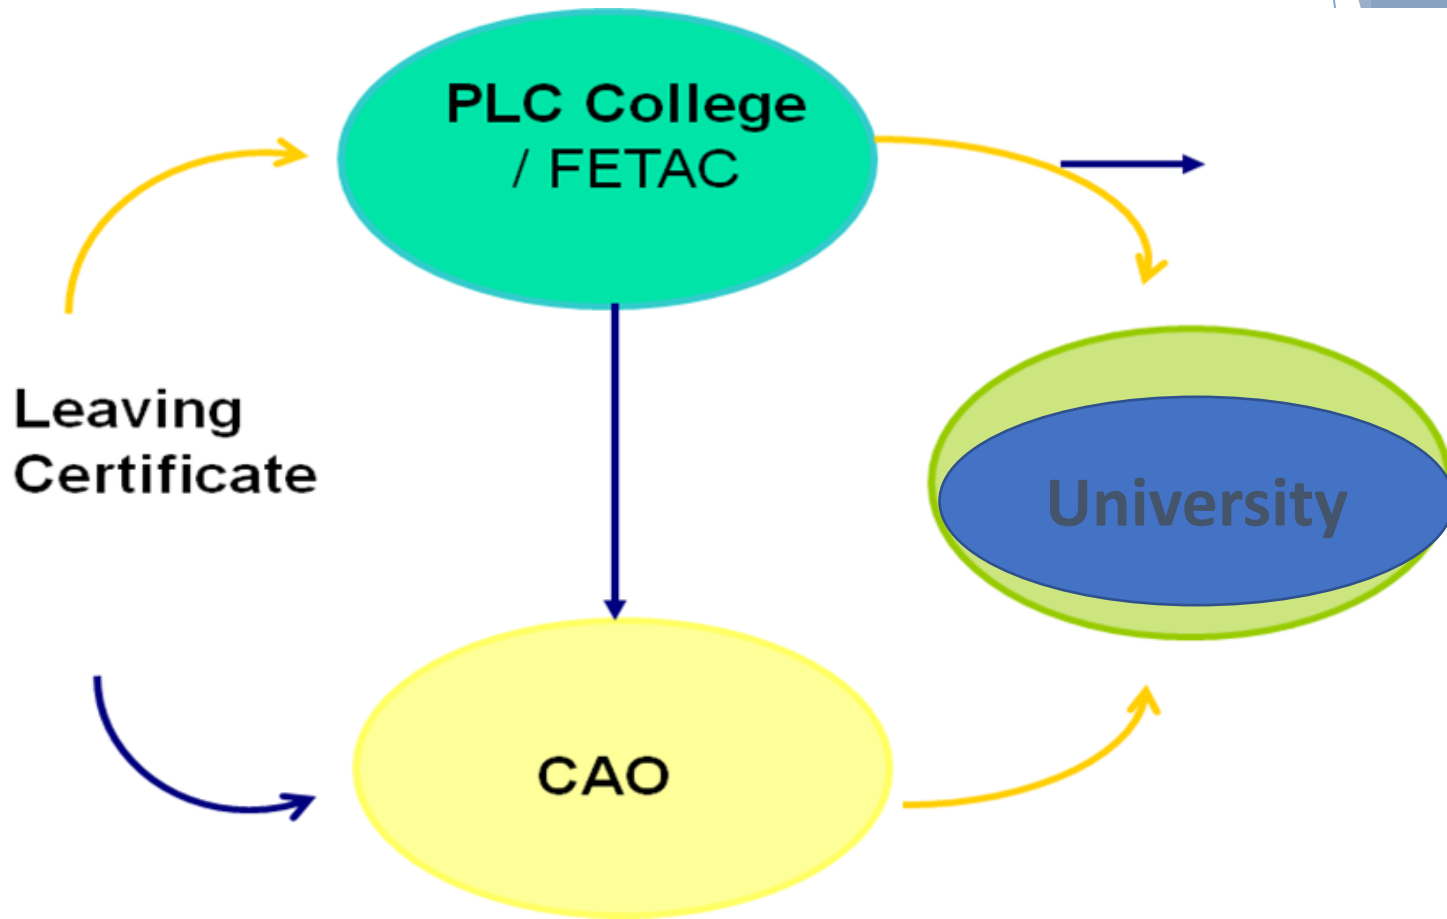 PLC College
/ FETAC
Leaving
Certificate
University
CAO